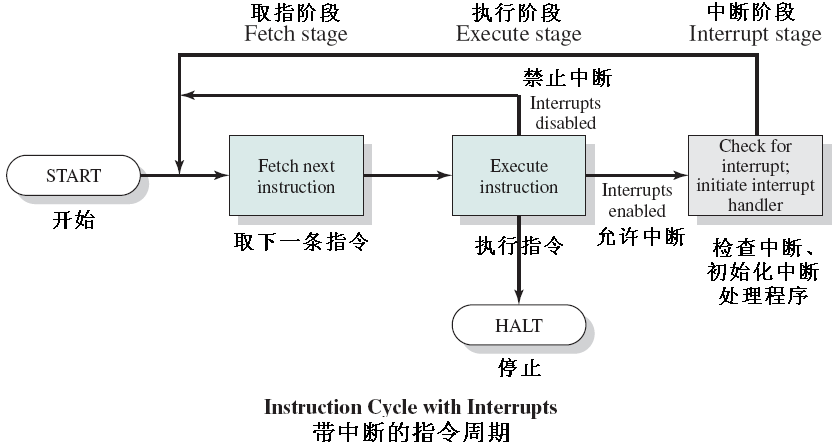 取指阶段
Fetch stage
执行阶段
Execute stage
中断阶段
Interrupt stage
禁止中断
Interrupts
disabled
START
开始
Fetch next
instruction
取下一条指令
Execute
instruction
执行指令
Interrupts
enabled
允许中断
Check for
interrupt;
initiate interrupt
handler
检查中断、
初始化中断
处理程序
HALT
停止
Instruction Cycle with Interrupts
带中断的指令周期